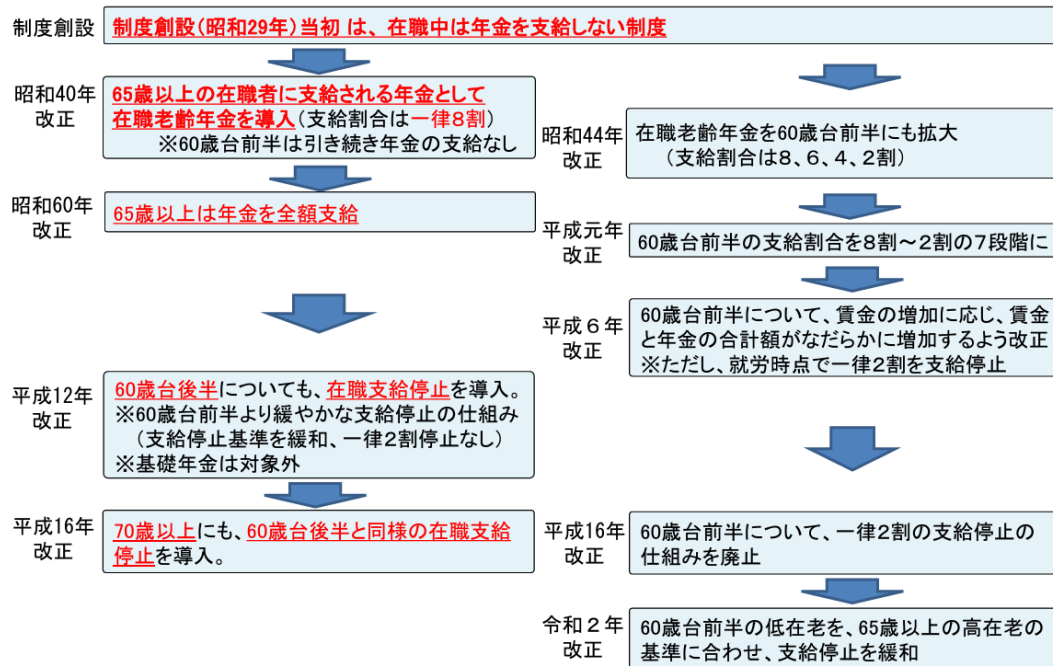 制度創設
制度創設(昭和29年)当初 は、在職中は年金を支給しない制度
昭和40年
改正
65歳以上の在職者に支給される年金として
在職老齢年金を導入(支給割合は一律8割)
※60歳台前半は引き続き年金の支給なし
昭和44年
改正
在職老齢年金を60歳台前半にも拡大
(支給割合は8、6、4、2割)
昭和60年
改正
65歳以上は年金を全額支給
平成元年
改正
60歳台前半の支給割合を8割～2割の7段階に
平成6年
改正
60歳台前半について、賃金の増加に応じ、賃金
と年金の合計額がなだらかに増加するよう改正
※ただし、就労時点で一律2割を支給停止
平成12年
改正
60歳台後半についても、在職支給停止を導入。
※60歳台前半より緩やかな支給停止の仕組み
(支給停止基準を緩和、一律2割停止なし)
※基礎年金は対象外
平成16年
改正
70歳以上にも、60歳台後半と同様の在職支給
停止を導入。
平成16年
改正
60歳台前半について、一律2割の支給停止の
仕組みを廃止
令和2年
改正
60歳台前半の低在老を、65歳以上の高在老の
基準に合わせ、支給停止を緩和